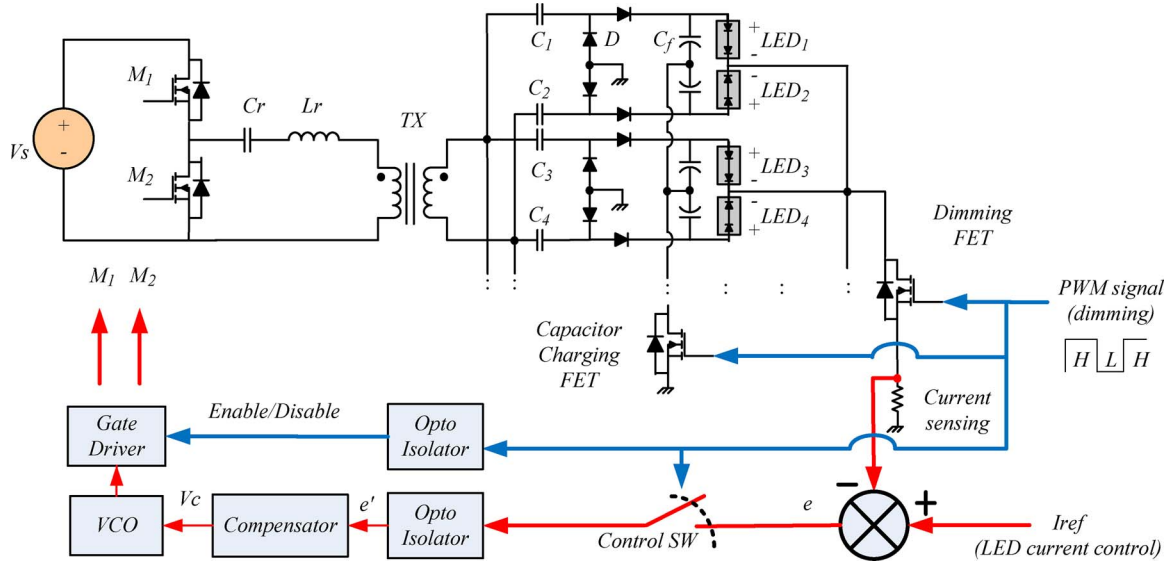 C1
D
Cf
+
-
LED1
M1
+
-
Vs
Cr
Lr
TX
C2
-
+
LED2
M2
C3
+
-
LED3
C4
-
+
LED4
Dimming
FET
M1
M2
PWM signal
(dimming)
H L H
Capacitor
Charging
FET
Current
sensing
Gate
Driver
Enable/Disable
Opto
Isolator
VCO
Vc
Compensator
e'
Opto
Isolator
Control SW
e
-
+
Iref
(LED current control)